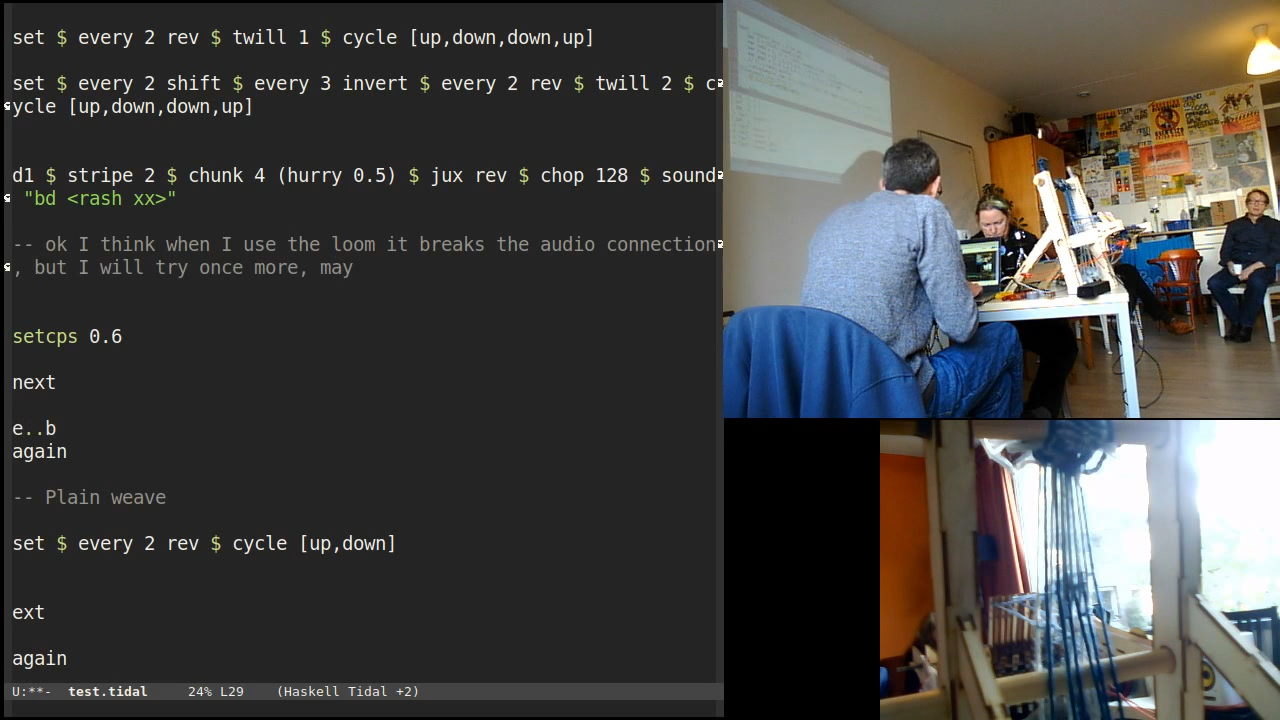 set $ every 2 rev $ twill 1 $ cycle [up,down,down,up]
set $ every 2 shift $ every 3 invert $ every 2 rev $ twill 2 $ c
ycle [up,down,down,up]
d1 $ stripe 2 $ chunk 4 (hurry 0.5) $ jux rev $ chop 128 $ sound
"bd <rash xx>"
-- ok I think when I use the loom it breaks the audio connection
, but I will try once more, may
setcps 0.6
next
e..b
again
-- Plain weave
set $ every 2 rev $ cycle [up,down]
ext
again
U:**-  test.tidal     24% L29    (Haskell Tidal +2)